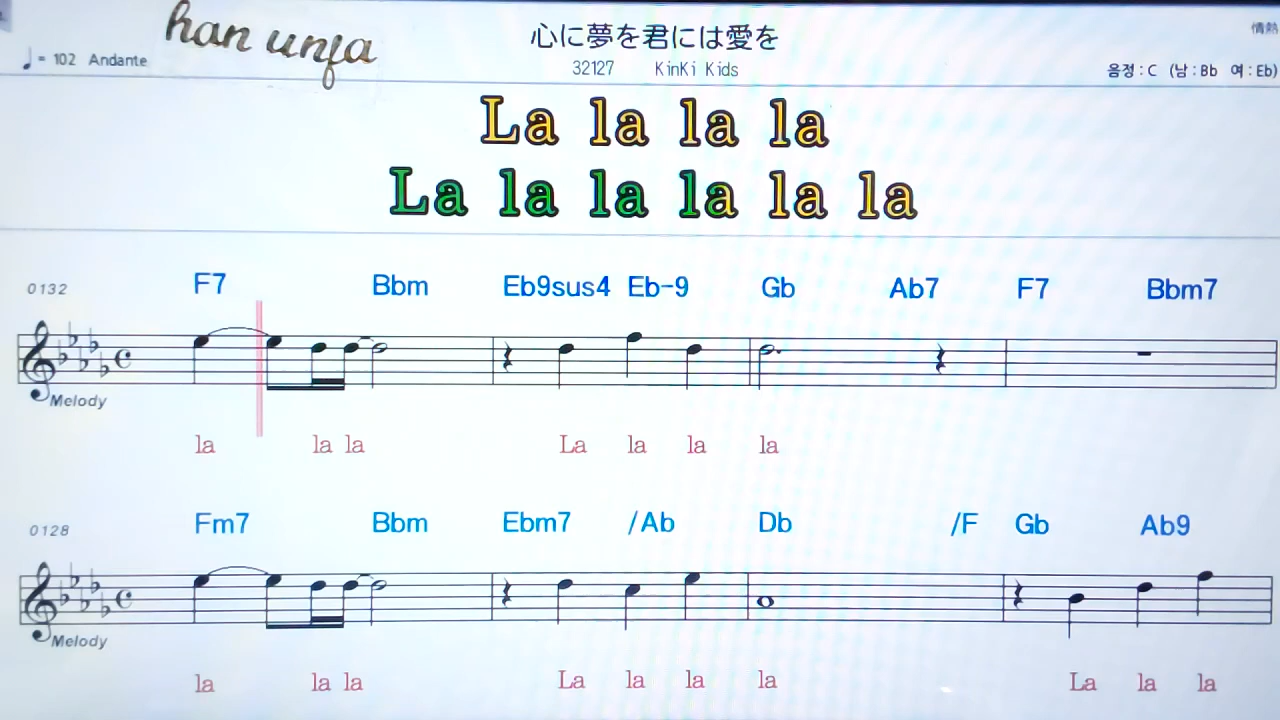 han unfa
心に夢を君には愛を
情熱
♩= 102 Andante
32127 KinKi Kids
음정 : C (남 : Bb 여 : Eb)
La la la la
La la la la la la
0132 F7 Bbm Eb9sus4 Eb-9 Gb Ab7 F7 Bbm7
Melody
la la la La la la la
0128 Fm7 Bbm Ebm7 /Ab Db /F Gb Ab9
Melody
la la la La la la la La la la